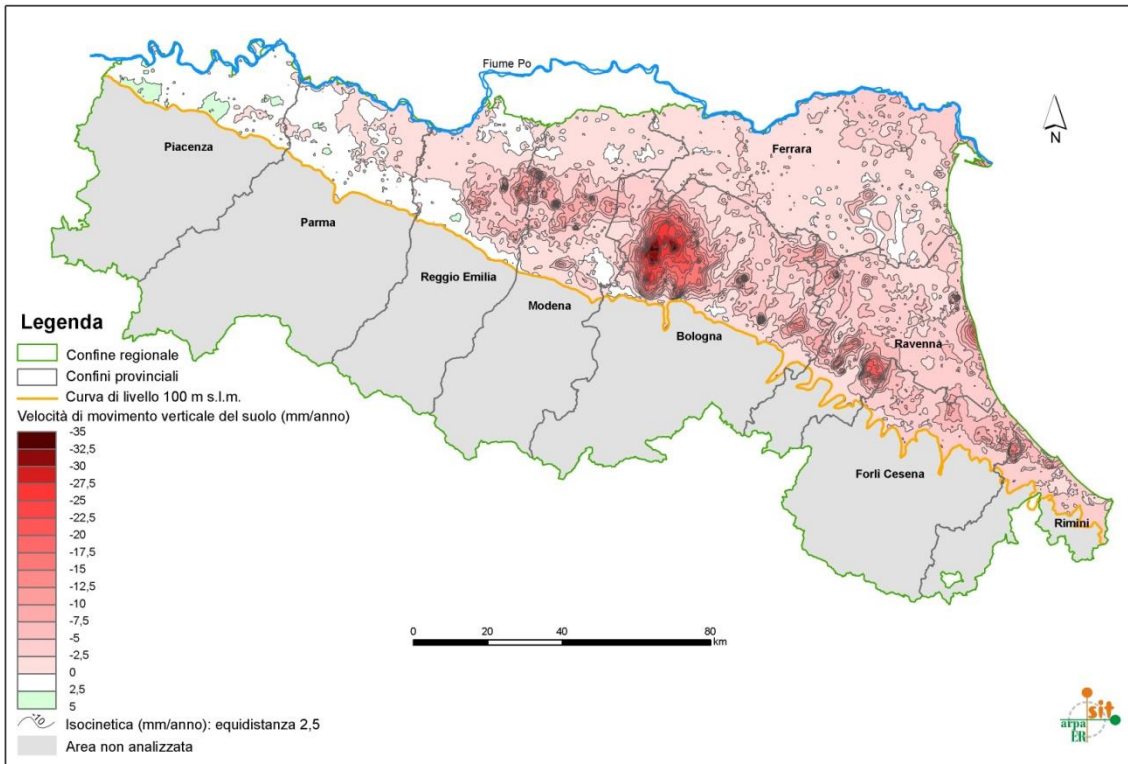 Fiume Po
N
Ferrara
Piacenza
Parma
Reggio Emilia
Modena
Bologna
Ravenna
Forli Cesena
Rimini
Legenda
Confine regionale
Confini provinciali
Curva di livello 100 m s.l.m.
Velocità di movimento verticale del suolo (mm/anno)
-35
-32,5
-30
-27,5
-25
-22,5
-20
-17,5
-15
-12,5
-10
-7,5
-5
-2,5
0
2,5
5
-10
Isocinetica (mm/anno): equidistanza 2,5
Area non analizzata
0 20 40 80
km
sit
arpa
ER